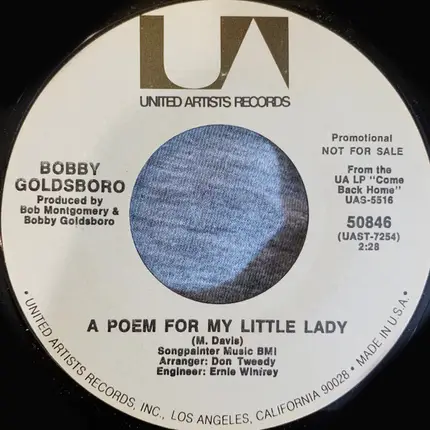 UA
UNITED ARTISTS RECORDS
BOBBY
GOLDSBORO
Produced by
Bob Montgomery &
Bobby Goldsboro
Promotional
NOT FOR SALE
From the
UA LP "Come
Back Home"
UAS-5516
50846
(UAST-7254)
2:28
A POEM FOR MY LITTLE LADY
(M. Davis)
Songpainter Music BMI
Arranger: Don Tweedy
Engineer: Ernie Winfrey
• UNITED ARTISTS RECORDS, INC., LOS ANGELES, CALIFORNIA 90028 • MADE IN U.S.A. •